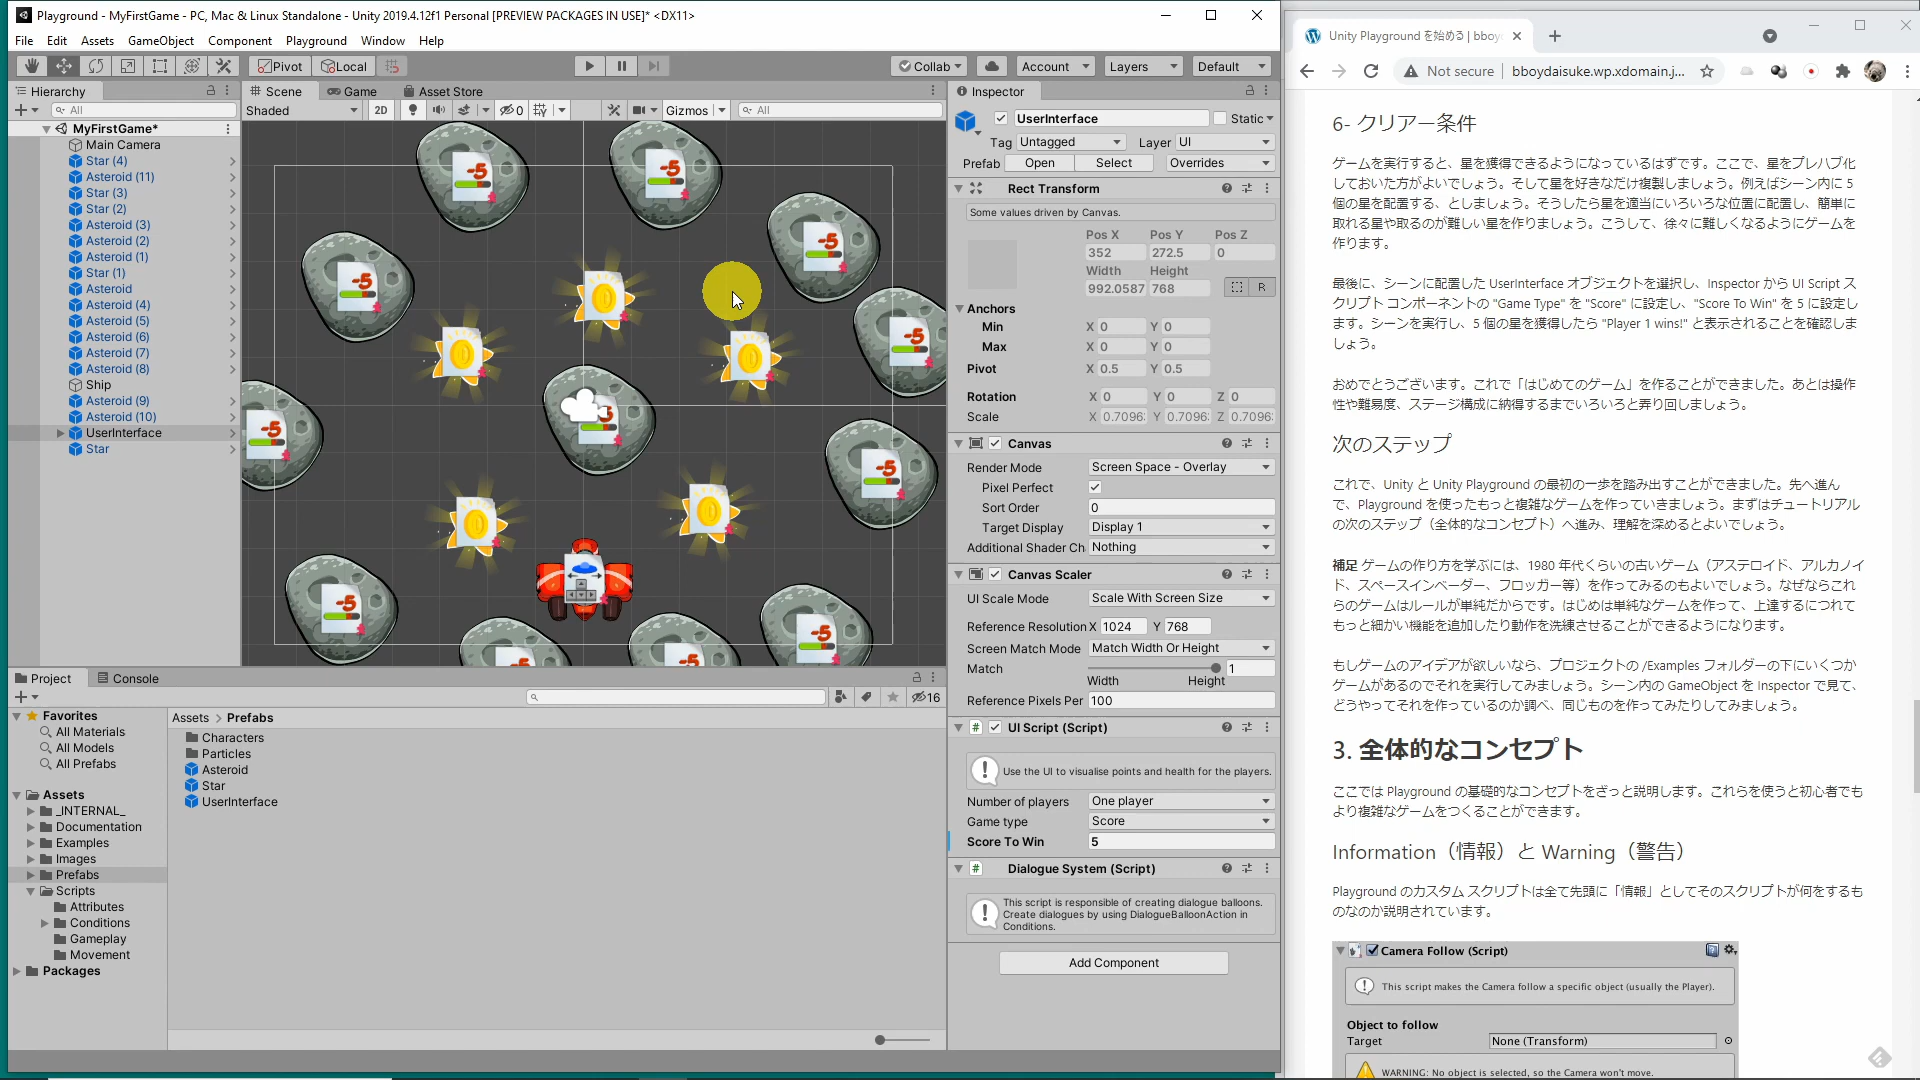 Playground - MyFirstGame - PC, Mac & Linux Standalone - Unity 2019.4.12f1 Personal [PREVIEW PACKAGES IN USE]* <DX11>
File Edit Assets GameObject Component Playground Window Help
Pivot Local Collab Account Layers Default
Hierarchy
All
MyFirstGame*
Main Camera
Star (4)
Asteroid (11)
Star (3)
Star (2)
Asteroid (3)
Asteroid (2)
Asteroid (1)
Star (1)
Asteroid
Asteroid (4)
Asteroid (5)
Asteroid (6)
Asteroid (7)
Asteroid (8)
Ship
Asteroid (9)
Asteroid (10)
UserInterface
Star
Scene Game Asset Store
Shaded 2D 0 Gizmos All
-5
-5
-5
-5
-5
-5
-5
-5
-5
Inspector
UserInterface Static
Tag Untagged Layer UI
Prefab Open Select Overrides
Rect Transform
Some values driven by Canvas.
Pos X Pos Y Pos Z
352 272.5 0
Width Height
992.0587 768 R
Anchors
Min X 0 Y 0
Max X 0 Y 0
Pivot X 0.5 Y 0.5
Rotation X 0 Y 0 Z 0
Scale X 0.7096 Y 0.7096 Z 0.7096
Canvas
Render Mode Screen Space - Overlay
Pixel Perfect
Sort Order 0
Target Display Display 1
Additional Shader Ch Nothing
Canvas Scaler
UI Scale Mode Scale With Screen Size
Reference Resolution X 1024 Y 768
Screen Match Mode Match Width Or Height
Match 1
Width Height
Reference Pixels Per 100
UI Script (Script)
Use the UI to visualise points and health for the players.
Number of players One player
Game type Score
Score To Win 5
Dialogue System (Script)
This script is responsible of creating dialogue balloons.
Create dialogues by using DialogueBalloonAction in
Conditions.
Add Component
Project Console
16
Favorites
All Materials
All Models
All Prefabs
Assets
_INTERNAL_
Documentation
Examples
Images
Prefabs
Scripts
Attributes
Conditions
Gameplay
Movement
Packages
Assets > Prefabs
Characters
Particles
Asteroid
Star
UserInterface
Unity Playground を始める | bboyd
Not secure bboydaisuke.wp.xdomain.j...
6- クリアー条件
ゲームを実行すると、星を獲得できるようになっているはずです。ここで、星をプレハブ化
しておいた方がよいでしょう。そして星を好きなだけ複製しましょう。例えばシーン内に 5
個の星を配置する、としましょう。そうしたら星を適当にいろいろな位置に配置し、簡単に
取れる星や取るのが難しい星を作りましょう。こうして、徐々に難しくなるようにゲームを
作ります。
最後に、シーンに配置した UserInterface オブジェクトを選択し、Inspector から UI Script ス
クリプト コンポーネントの "Game Type" を "Score" に設定し、"Score To Win" を 5 に設定し
ます。シーンを実行し、5 個の星を獲得したら "Player 1 wins!" と表示されることを確認しま
しょう。
おめでとうございます。これで「はじめてのゲーム」を作ることができました。あとは操作
性や難易度、ステージ構成に納得するまでいろいろと弄り回しましょう。
次のステップ
これで、Unity と Unity Playground の最初の一歩を踏み出すことができました。先へ進ん
で、Playground を使ったもっと複雑なゲームを作っていきましょう。まずはチュートリアル
の次のステップ（全体的なコンセプト）へ進み、理解を深めるとよいでしょう。
補足 ゲームの作り方を学ぶには、1980 年代くらいの古いゲーム（アステロイド、アルカノイ
ド、スペースインベーダー、フロッガー等）を作ってみるのもよいでしょう。なぜならこれ
らのゲームはルールが単純だからです。はじめは単純なゲームを作って、上達するにつれて
もっと細かい機能を追加したり動作を洗練させることができるようになります。
もしゲームのアイデアが欲しいなら、プロジェクトの /Examples フォルダーの下にいくつか
ゲームがあるのでそれを実行してみましょう。シーン内の GameObject を Inspector で見て、
どうやってそれを作っているのか調べ、同じものを作ってみたりしてみましょう。
3. 全体的なコンセプト
ここでは Playground の基礎的なコンセプトをざっと説明します。これらを使うと初心者でも
より複雑なゲームをつくることができます。
Information（情報）と Warning（警告）
Playground のカスタム スクリプトは全て先頭に「情報」としてそのスクリプトが何をするも
のなのか説明されています。
Camera Follow (Script)
This script makes the Camera follow a specific object (usually the Player).
Object to follow
Target None (Transform)
WARNING: No object is selected, so the Camera won't move.